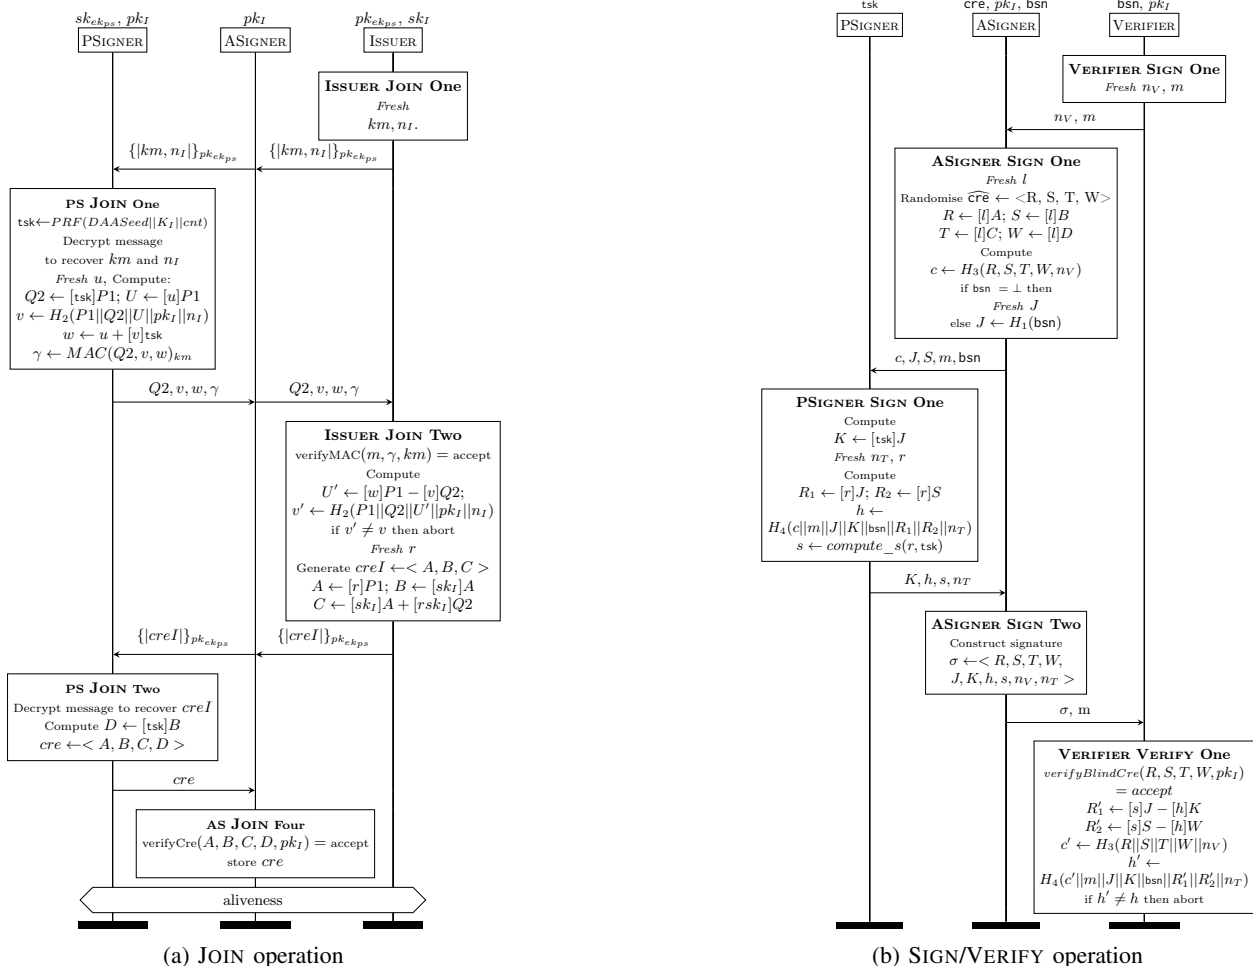 sk_{ek_{ps}}, pk_I
PSIGNER
pk_I
ASIGNER
pk_{ek_{ps}}, sk_I
ISSUER
ISSUER JOIN One
Fresh
km, n_I.
{|km, n_I|}_{pk_{ek_{ps}}}
{|km, n_I|}_{pk_{ek_{ps}}}
PS JOIN One
tsk←PRF(DAASeed||K_I||cnt)
Decrypt message
to recover km and n_I
Fresh u, Compute:
Q2 ← [tsk]P1; U ← [u]P1
v ← H_2(P1||Q2||U||pk_I||n_I)
w ← u + [v]tsk
γ ← MAC(Q2, v, w)_{km}
Q2, v, w, γ
Q2, v, w, γ
ISSUER JOIN Two
verifyMAC(m, γ, km) = accept
Compute
U′ ← [w]P1 − [v]Q2;
v′ ← H_2(P1||Q2||U′||pk_I||n_I)
if v′ ≠ v then abort
Fresh r
Generate creI ←< A, B, C >
A ← [r]P1; B ← [sk_I]A
C ← [sk_I]A + [rsk_I]Q2
{|creI|}_{pk_{ek_{ps}}}
{|creI|}_{pk_{ek_{ps}}}
PS JOIN Two
Decrypt message to recover creI
Compute D ← [tsk]B
cre ←< A, B, C, D >
cre
AS JOIN Four
verifyCre(A, B, C, D, pk_I) = accept
store cre
aliveness
(a) JOIN operation
tsk
PSIGNER
cre, pk_I, bsn
ASIGNER
bsn, pk_I
VERIFIER
VERIFIER SIGN One
Fresh n_V, m
n_V, m
ASIGNER SIGN One
Fresh l
Randomise \widehat{cre} ← <R, S, T, W>
R ← [l]A; S ← [l]B
T ← [l]C; W ← [l]D
Compute
c ← H_3(R, S, T, W, n_V)
if bsn = ⊥ then
Fresh J
else J ← H_1(bsn)
c, J, S, m, bsn
PSIGNER SIGN One
Compute
K ← [tsk]J
Fresh n_T, r
Compute
R_1 ← [r]J; R_2 ← [r]S
h ←
H_4(c||m||J||K||bsn||R_1||R_2||n_T)
s ← compute_s(r, tsk)
K, h, s, n_T
ASIGNER SIGN Two
Construct signature
σ ←< R, S, T, W,
J, K, h, s, n_V, n_T >
σ, m
VERIFIER VERIFY One
verifyBlindCre(R, S, T, W, pk_I)
= accept
R′_1 ← [s]J − [h]K
R′_2 ← [s]S − [h]W
c′ ← H_3(R||S||T||W||n_V)
h′ ←
H_4(c′||m||J||K||bsn||R′_1||R′_2||n_T)
if h′ ≠ h then abort
(b) SIGN/VERIFY operation